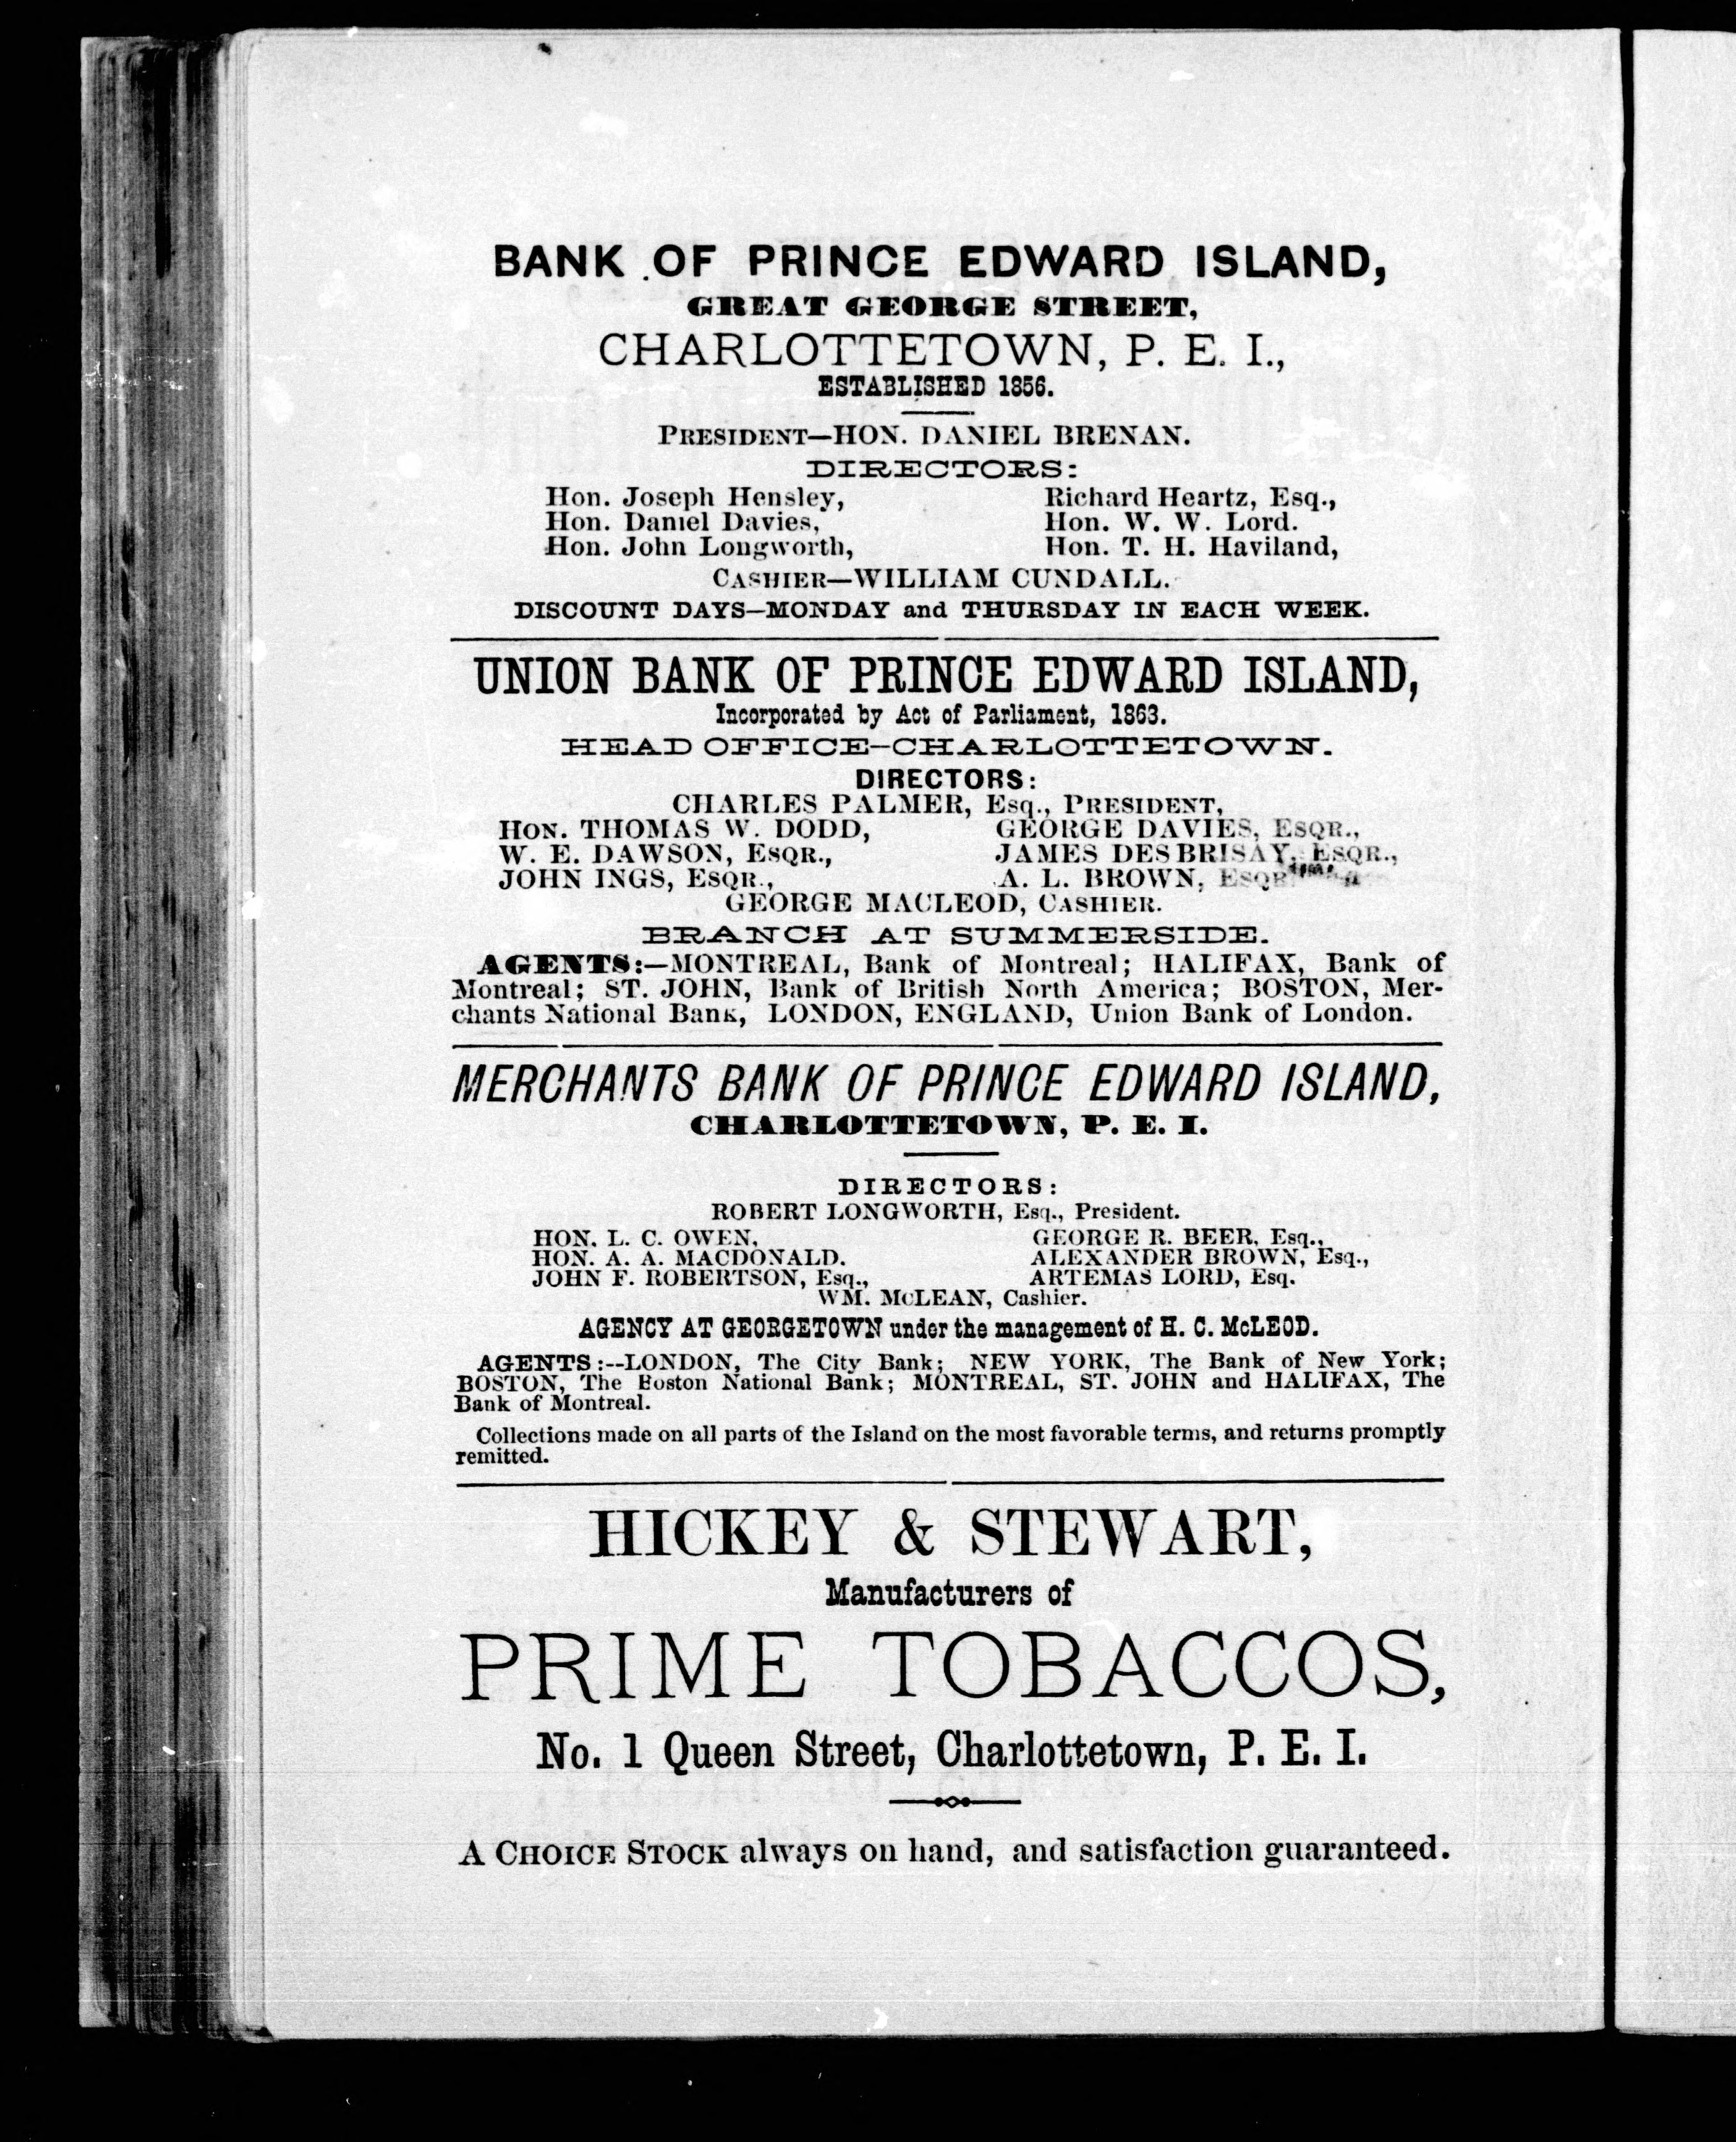 BANK OF PRINCE EDWARD ISLAND,
GREAT GEORGE STREET,
CHARLOTTETOWN, P. E. I.,
ESTABLISHED 1856.
PRESIDENT—HON. DANIEL BRENAN.
DIRECTORS:
Hon. Joseph Hensley, Richard Heartz, Esq.,
Hon. Daniel Davies, Hon. W. W. Lord.
Hon. John Longworth, Hon. T. H. Haviland,
CASHIER—WILLIAM CUNDALL.
DISCOUNT DAYS—MONDAY and THURSDAY IN EACH WEEK.
UNION BANK OF PRINCE EDWARD ISLAND,
Incorporated by Act of Parliament, 1863.
HEAD OFFICE—CHARLOTTETOWN.
DIRECTORS:
CHARLES PALMER, Esq., PRESIDENT,
HON. THOMAS W. DODD, GEORGE DAVIES, ESQR.,
W. E. DAWSON, ESQR., JAMES DESBRISAY, ESQR.,
JOHN INGS, ESQR., A. L. BROWN, ESQR
GEORGE MACLEOD, CASHIER.
BRANCH AT SUMMERSIDE.
AGENTS:—MONTREAL, Bank of Montreal; HALIFAX, Bank of
Montreal; ST. JOHN, Bank of British North America; BOSTON, Mer-
chants National Bank, LONDON, ENGLAND, Union Bank of London.
MERCHANTS BANK OF PRINCE EDWARD ISLAND,
CHARLOTTETOWN, P. E. I.
DIRECTORS:
ROBERT LONGWORTH, Esq., President.
HON. L. C. OWEN, GEORGE R. BEER, Esq.,
HON. A. A. MACDONALD. ALEXANDER BROWN, Esq.,
JOHN F. ROBERTSON, Esq., ARTEMAS LORD, Esq.
WM. McLEAN, Cashier.
AGENCY AT GEORGETOWN under the management of H. C. McLEOD.
AGENTS:--LONDON, The City Bank; NEW YORK, The Bank of New York;
BOSTON, The Boston National Bank; MONTREAL, ST. JOHN and HALIFAX, The
Bank of Montreal.
Collections made on all parts of the Island on the most favorable terms, and returns promptly
remitted.
HICKEY & STEWART,
Manufacturers of
PRIME TOBACCOS,
No. 1 Queen Street, Charlottetown, P. E. I.
A CHOICE STOCK always on hand, and satisfaction guaranteed.